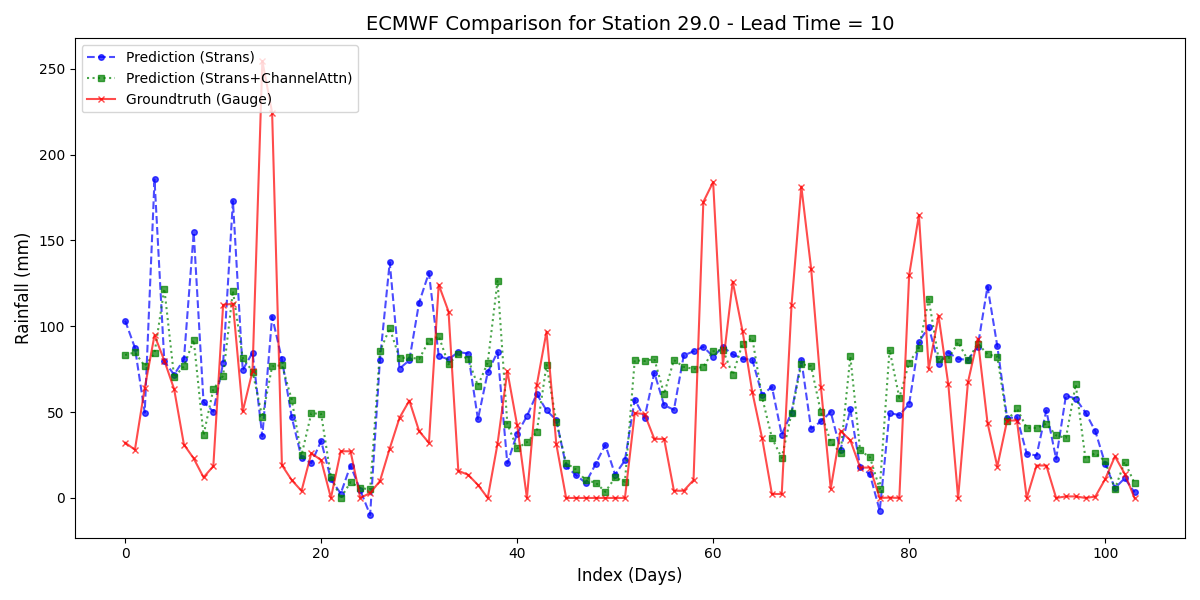 ECMWF Comparison for Station 29.0 - Lead Time = 10
Prediction (Strans)
Prediction (Strans+ChannelAttn)
Groundtruth (Gauge)
Rainfall (mm)
250
200
150
100
50
0
0 20 40 60 80 100
Index (Days)